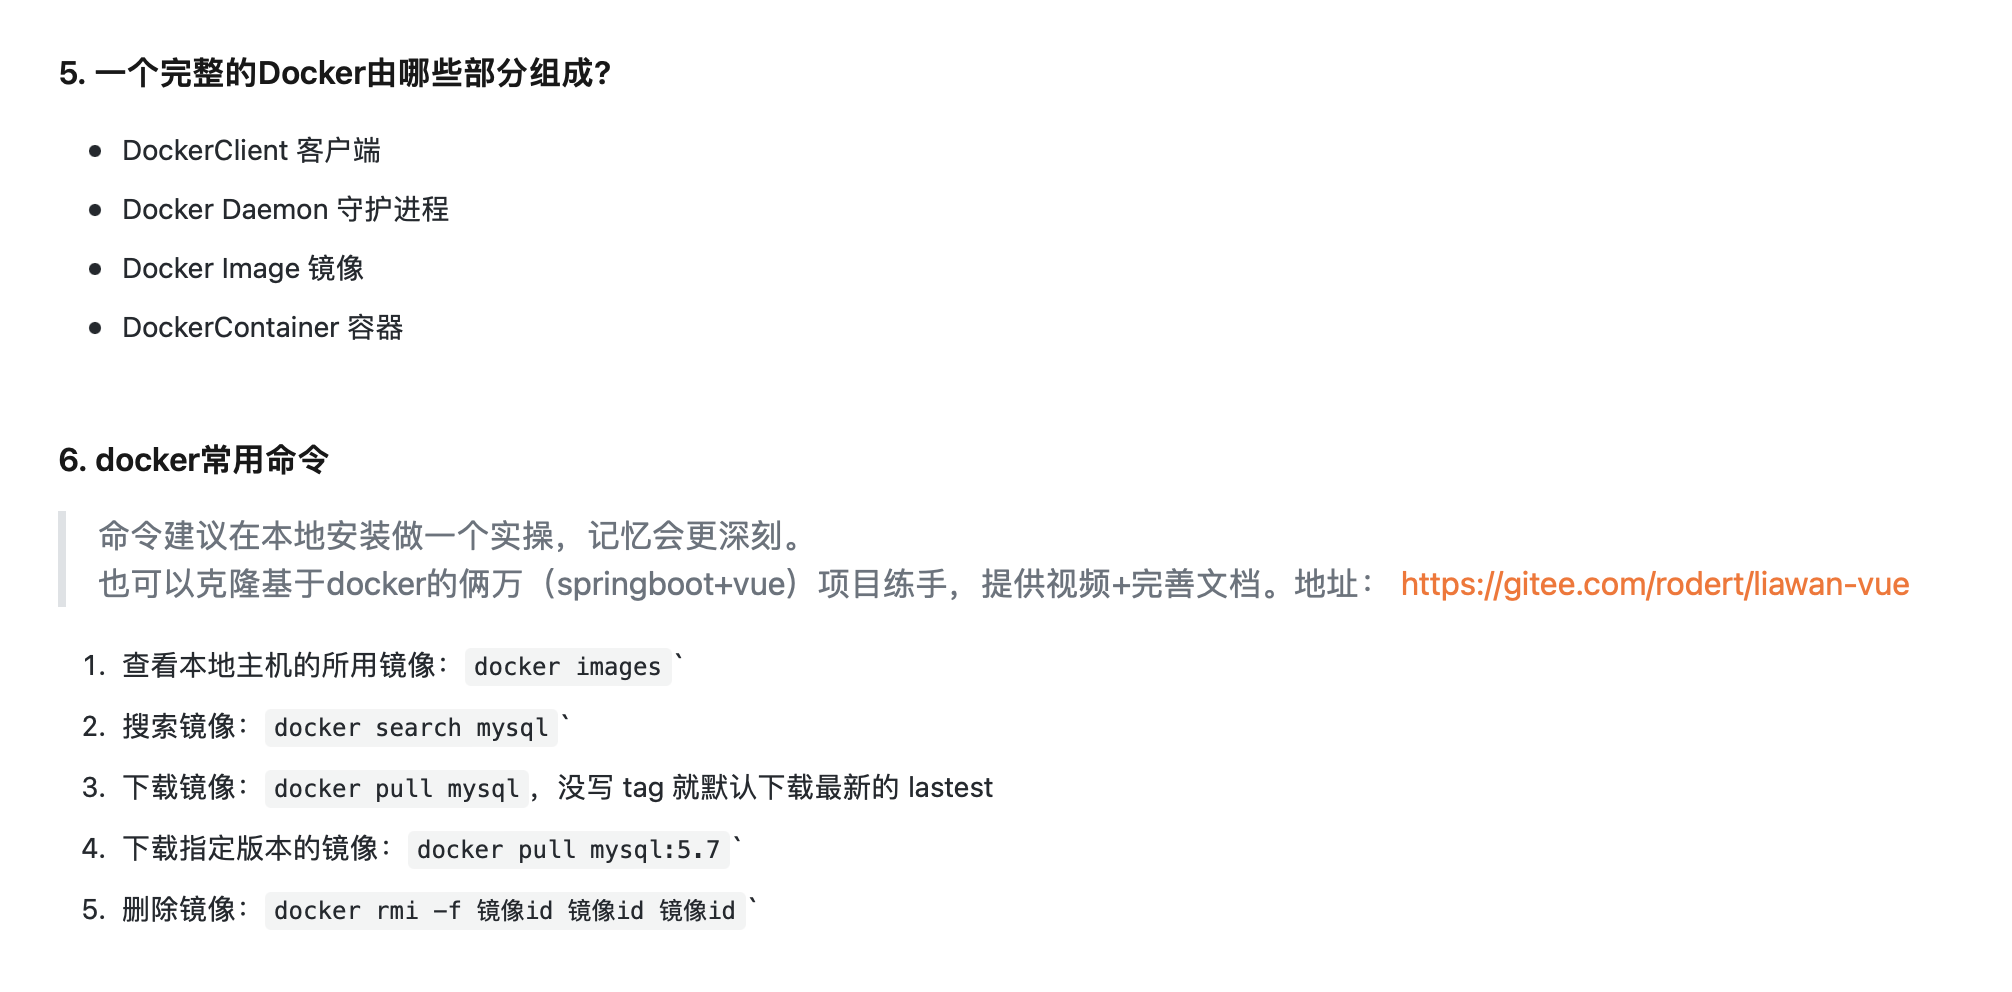 5. 一个完整的Docker由哪些部分组成?
• DockerClient 客户端
• Docker Daemon 守护进程
• Docker Image 镜像
• DockerContainer 容器
6. docker常用命令
命令建议在本地安装做一个实操，记忆会更深刻。
也可以克隆基于docker的俩万（springboot+vue）项目练手，提供视频+完善文档。地址： https://gitee.com/rodert/liawan-vue
1. 查看本地主机的所用镜像： docker images`
2. 搜索镜像： docker search mysql`
3. 下载镜像： docker pull mysql，没写 tag 就默认下载最新的 lastest
4. 下载指定版本的镜像： docker pull mysql:5.7`
5. 删除镜像： docker rmi -f 镜像id 镜像id 镜像id`